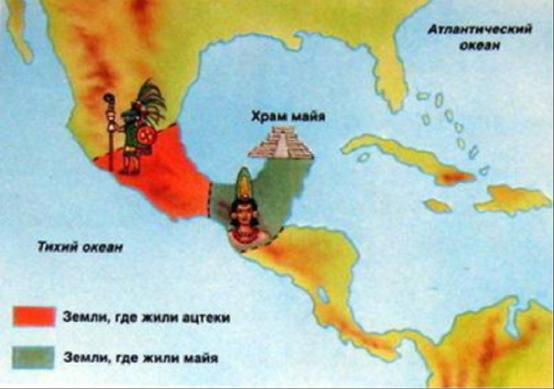 Атлантический
океан
Храм майя
Тихий океан
Земли, где жили ацтеки
Земли, где жили майя